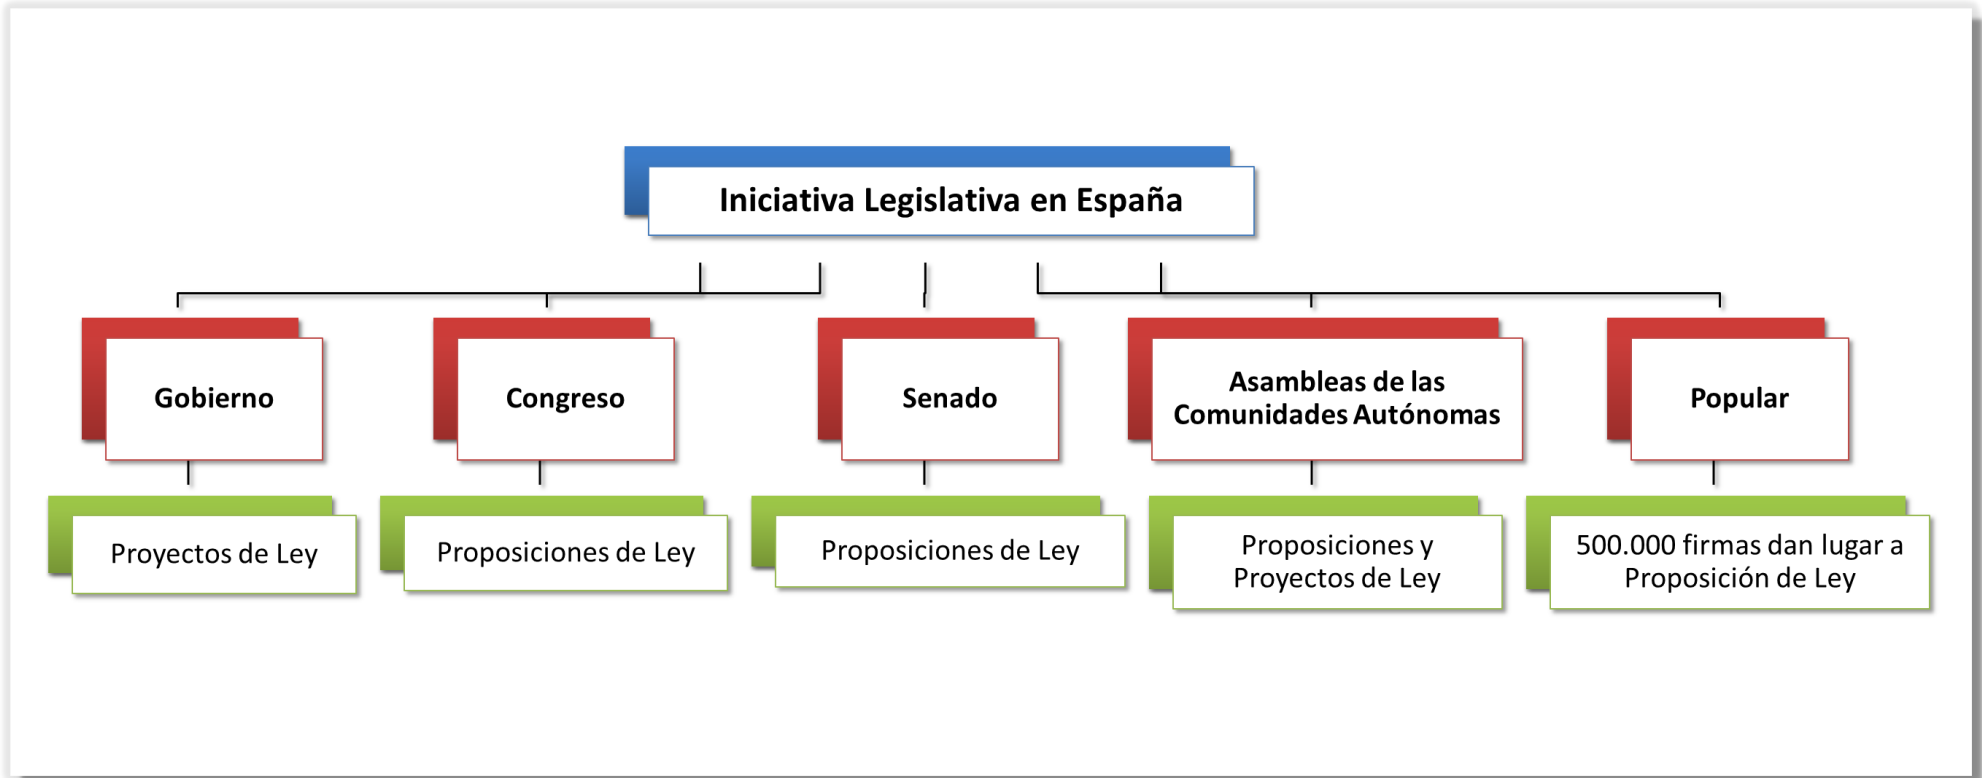 Iniciativa Legislativa en España
Gobierno
Congreso
Senado
Asambleas de las
Comunidades Autónomas
Popular
Proyectos de Ley
Proposiciones de Ley
Proposiciones de Ley
Proposiciones y
Proyectos de Ley
500.000 firmas dan lugar a
Proposición de Ley